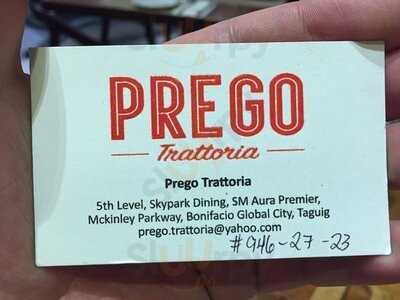 PREGO
Trattoria
Prego Trattoria
5th Level, Skypark Dining, SM Aura Premier,
Mckinley Parkway, Bonifacio Global City, Taguig
prego.trattoria@yahoo.com
#946-27-23